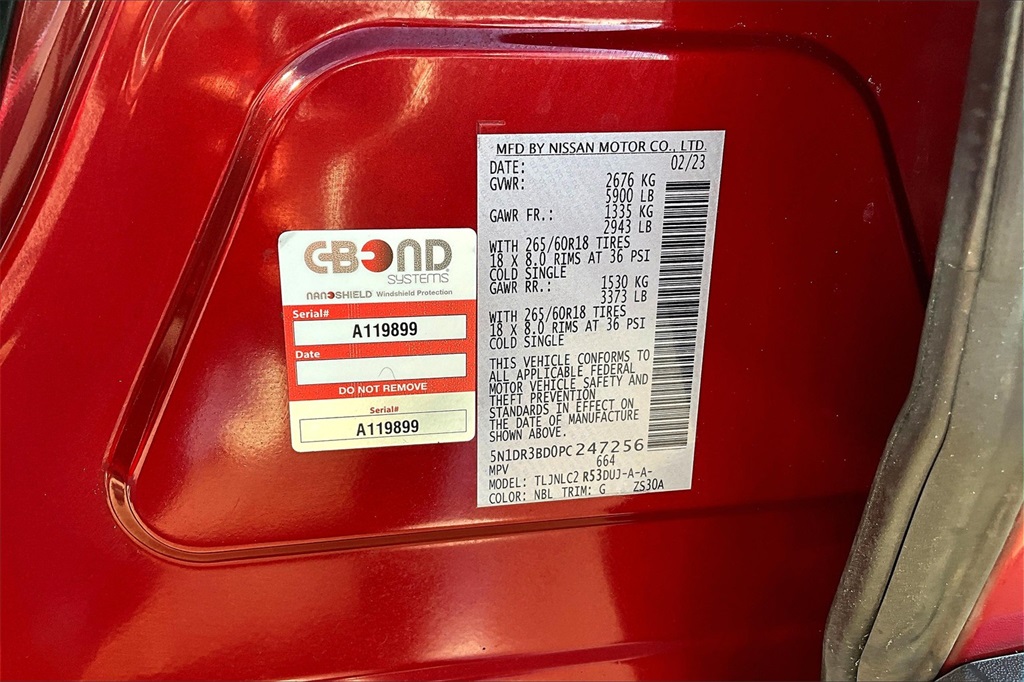 C-BOND
SYSTEMS
NANOSHIELD Windshield Protection
Serial#
A119899
Date
DO NOT REMOVE
Serial#
A119899
MFD BY NISSAN MOTOR CO., LTD.
DATE: 02/23
GVWR: 2676 KG
5900 LB
GAWR FR.: 1335 KG
2943 LB
WITH 265/60R18 TIRES
18 X 8.0 RIMS AT 36 PSI
COLD SINGLE
GAWR RR.: 1530 KG
3373 LB
WITH 265/60R18 TIRES
18 X 8.0 RIMS AT 36 PSI
COLD SINGLE
THIS VEHICLE CONFORMS TO
ALL APPLICABLE FEDERAL
MOTOR VEHICLE SAFETY AND
THEFT PREVENTION
STANDARDS IN EFFECT ON
THE DATE OF MANUFACTURE
SHOWN ABOVE.
5N1DR3BD0PC247256
MPV 664
MODEL: TLJNLC2 R53DUJ-A-A-
COLOR: NBL TRIM: G ZS30A